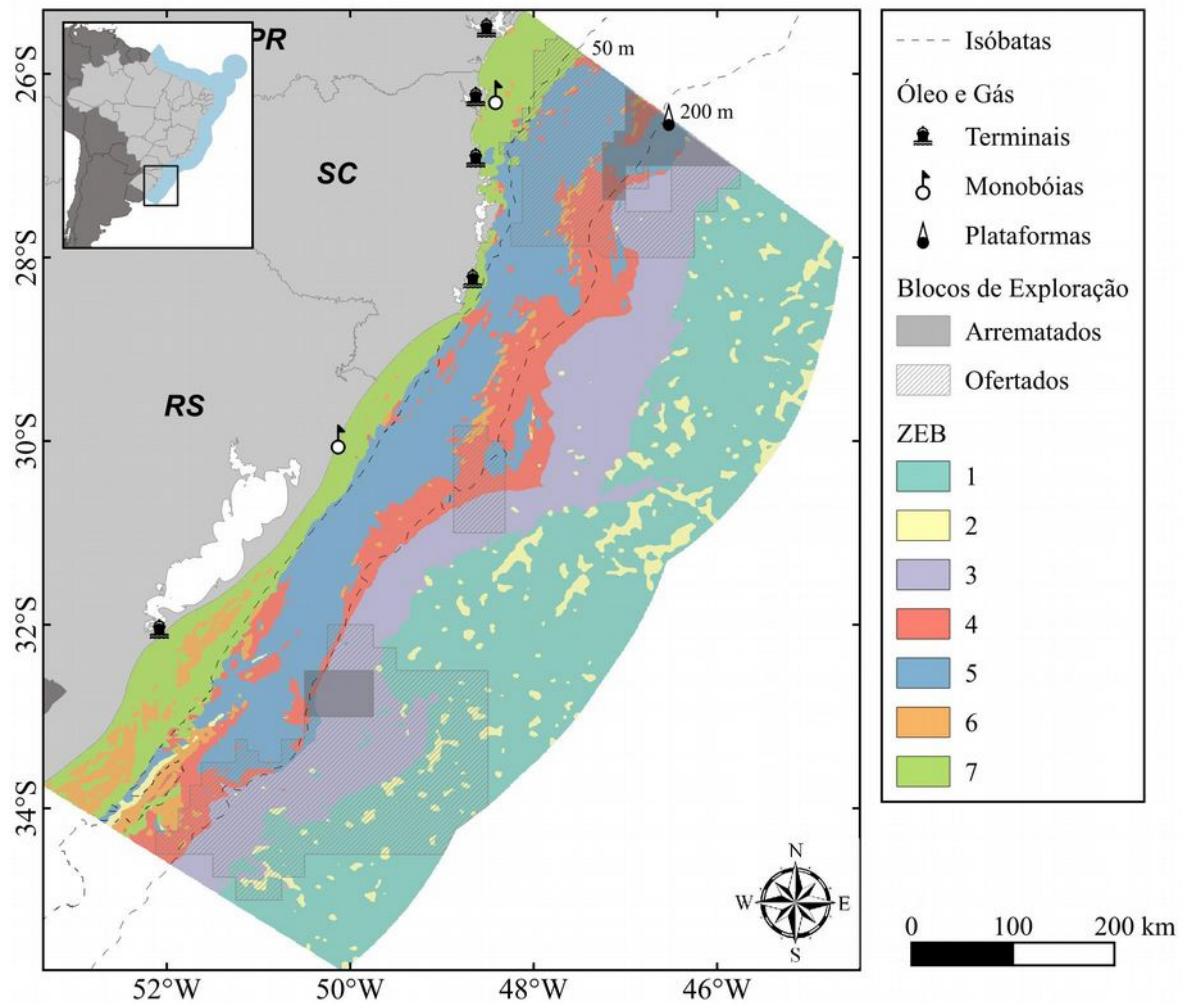 PR
SC
RS
50 m
200 m
26°S
28°S
30°S
32°S
34°S
52°W
50°W
48°W
46°W
N
W
E
S
Isóbatas
Óleo e Gás
Terminais
Monobóias
Plataformas
Blocos de Exploração
Arrematados
Ofertados
ZEB
1
2
3
4
5
6
7
0
100
200 km